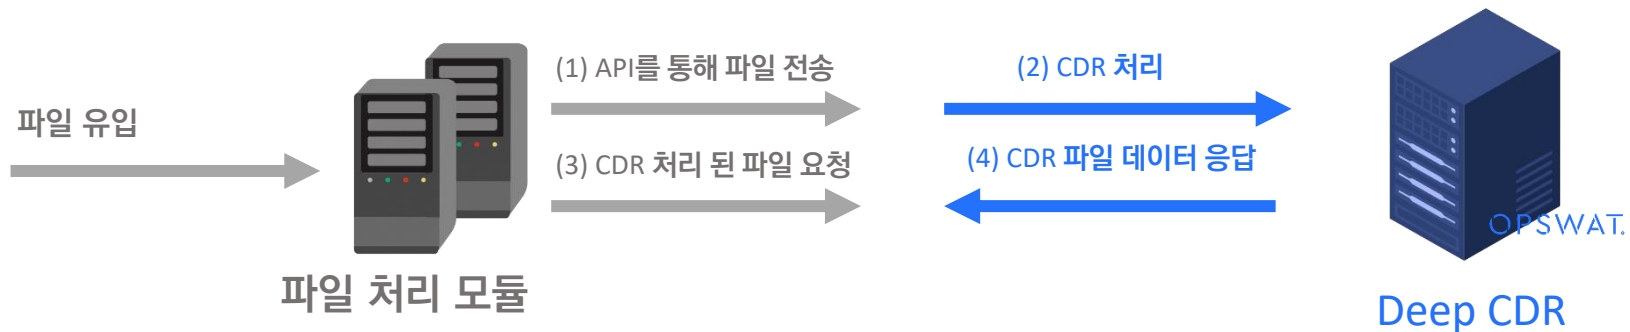 파일 유입
(1) API를 통해 파일 전송
(3) CDR 처리 된 파일 요청
파일 처리 모듈
(2) CDR 처리
(4) CDR 파일 데이터 응답
OPSWAT.
Deep CDR